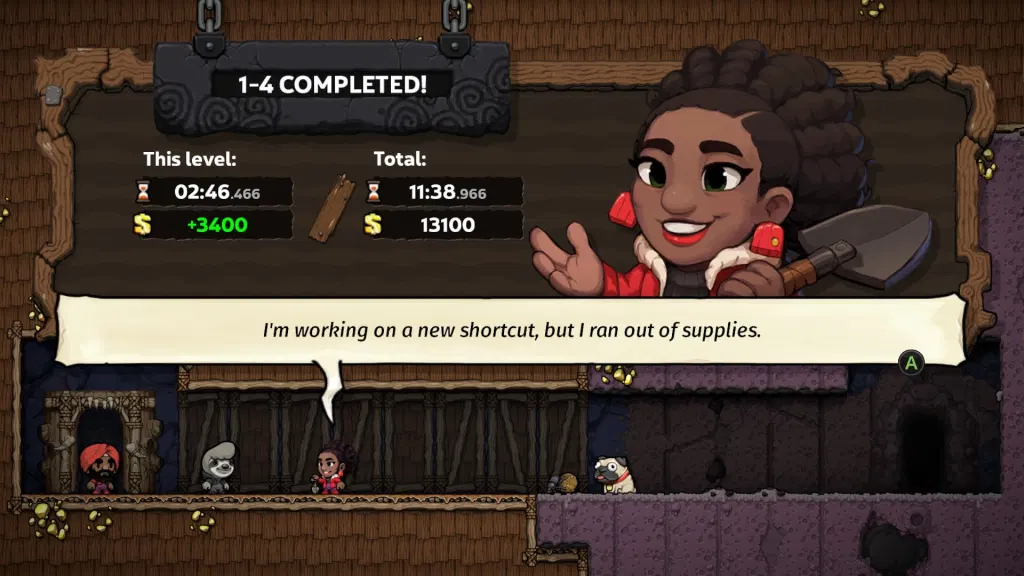 1-4 COMPLETED!
This level:
Total:
02:46.466
11:38.966
$ +3400
$ 13100
I'm working on a new shortcut, but I ran out of supplies.
A